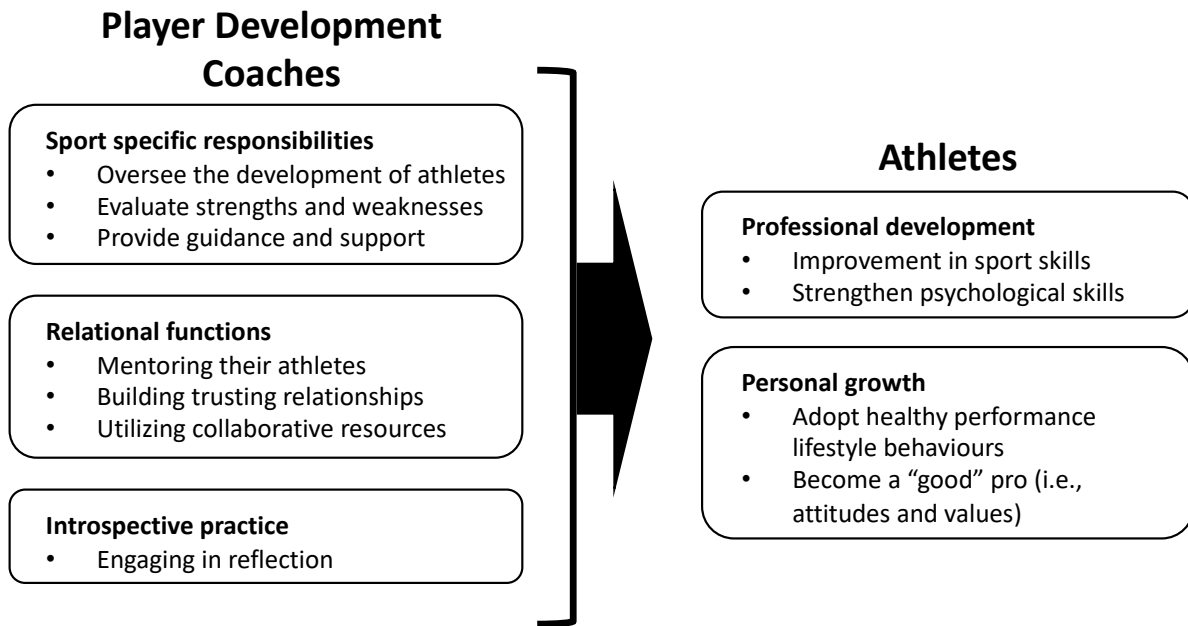 Player Development
Coaches
Sport specific responsibilities
• Oversee the development of athletes
• Evaluate strengths and weaknesses
• Provide guidance and support
Relational functions
• Mentoring their athletes
• Building trusting relationships
• Utilizing collaborative resources
Introspective practice
• Engaging in reflection
Athletes
Professional development
• Improvement in sport skills
• Strengthen psychological skills
Personal growth
• Adopt healthy performance
lifestyle behaviours
• Become a “good” pro (i.e.,
attitudes and values)